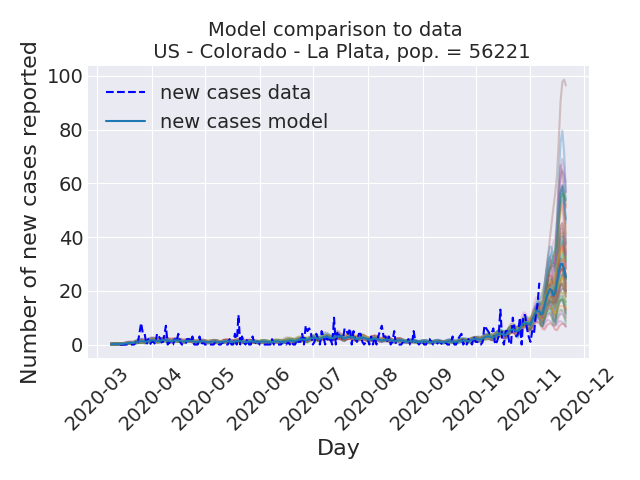 Model comparison to data
US - Colorado - La Plata, pop. = 56221
Number of new cases reported
100
80
60
40
20
0
new cases data
new cases model
2020-03
2020-04
2020-05
2020-06
2020-07
2020-08
2020-09
2020-10
2020-11
2020-12
Day